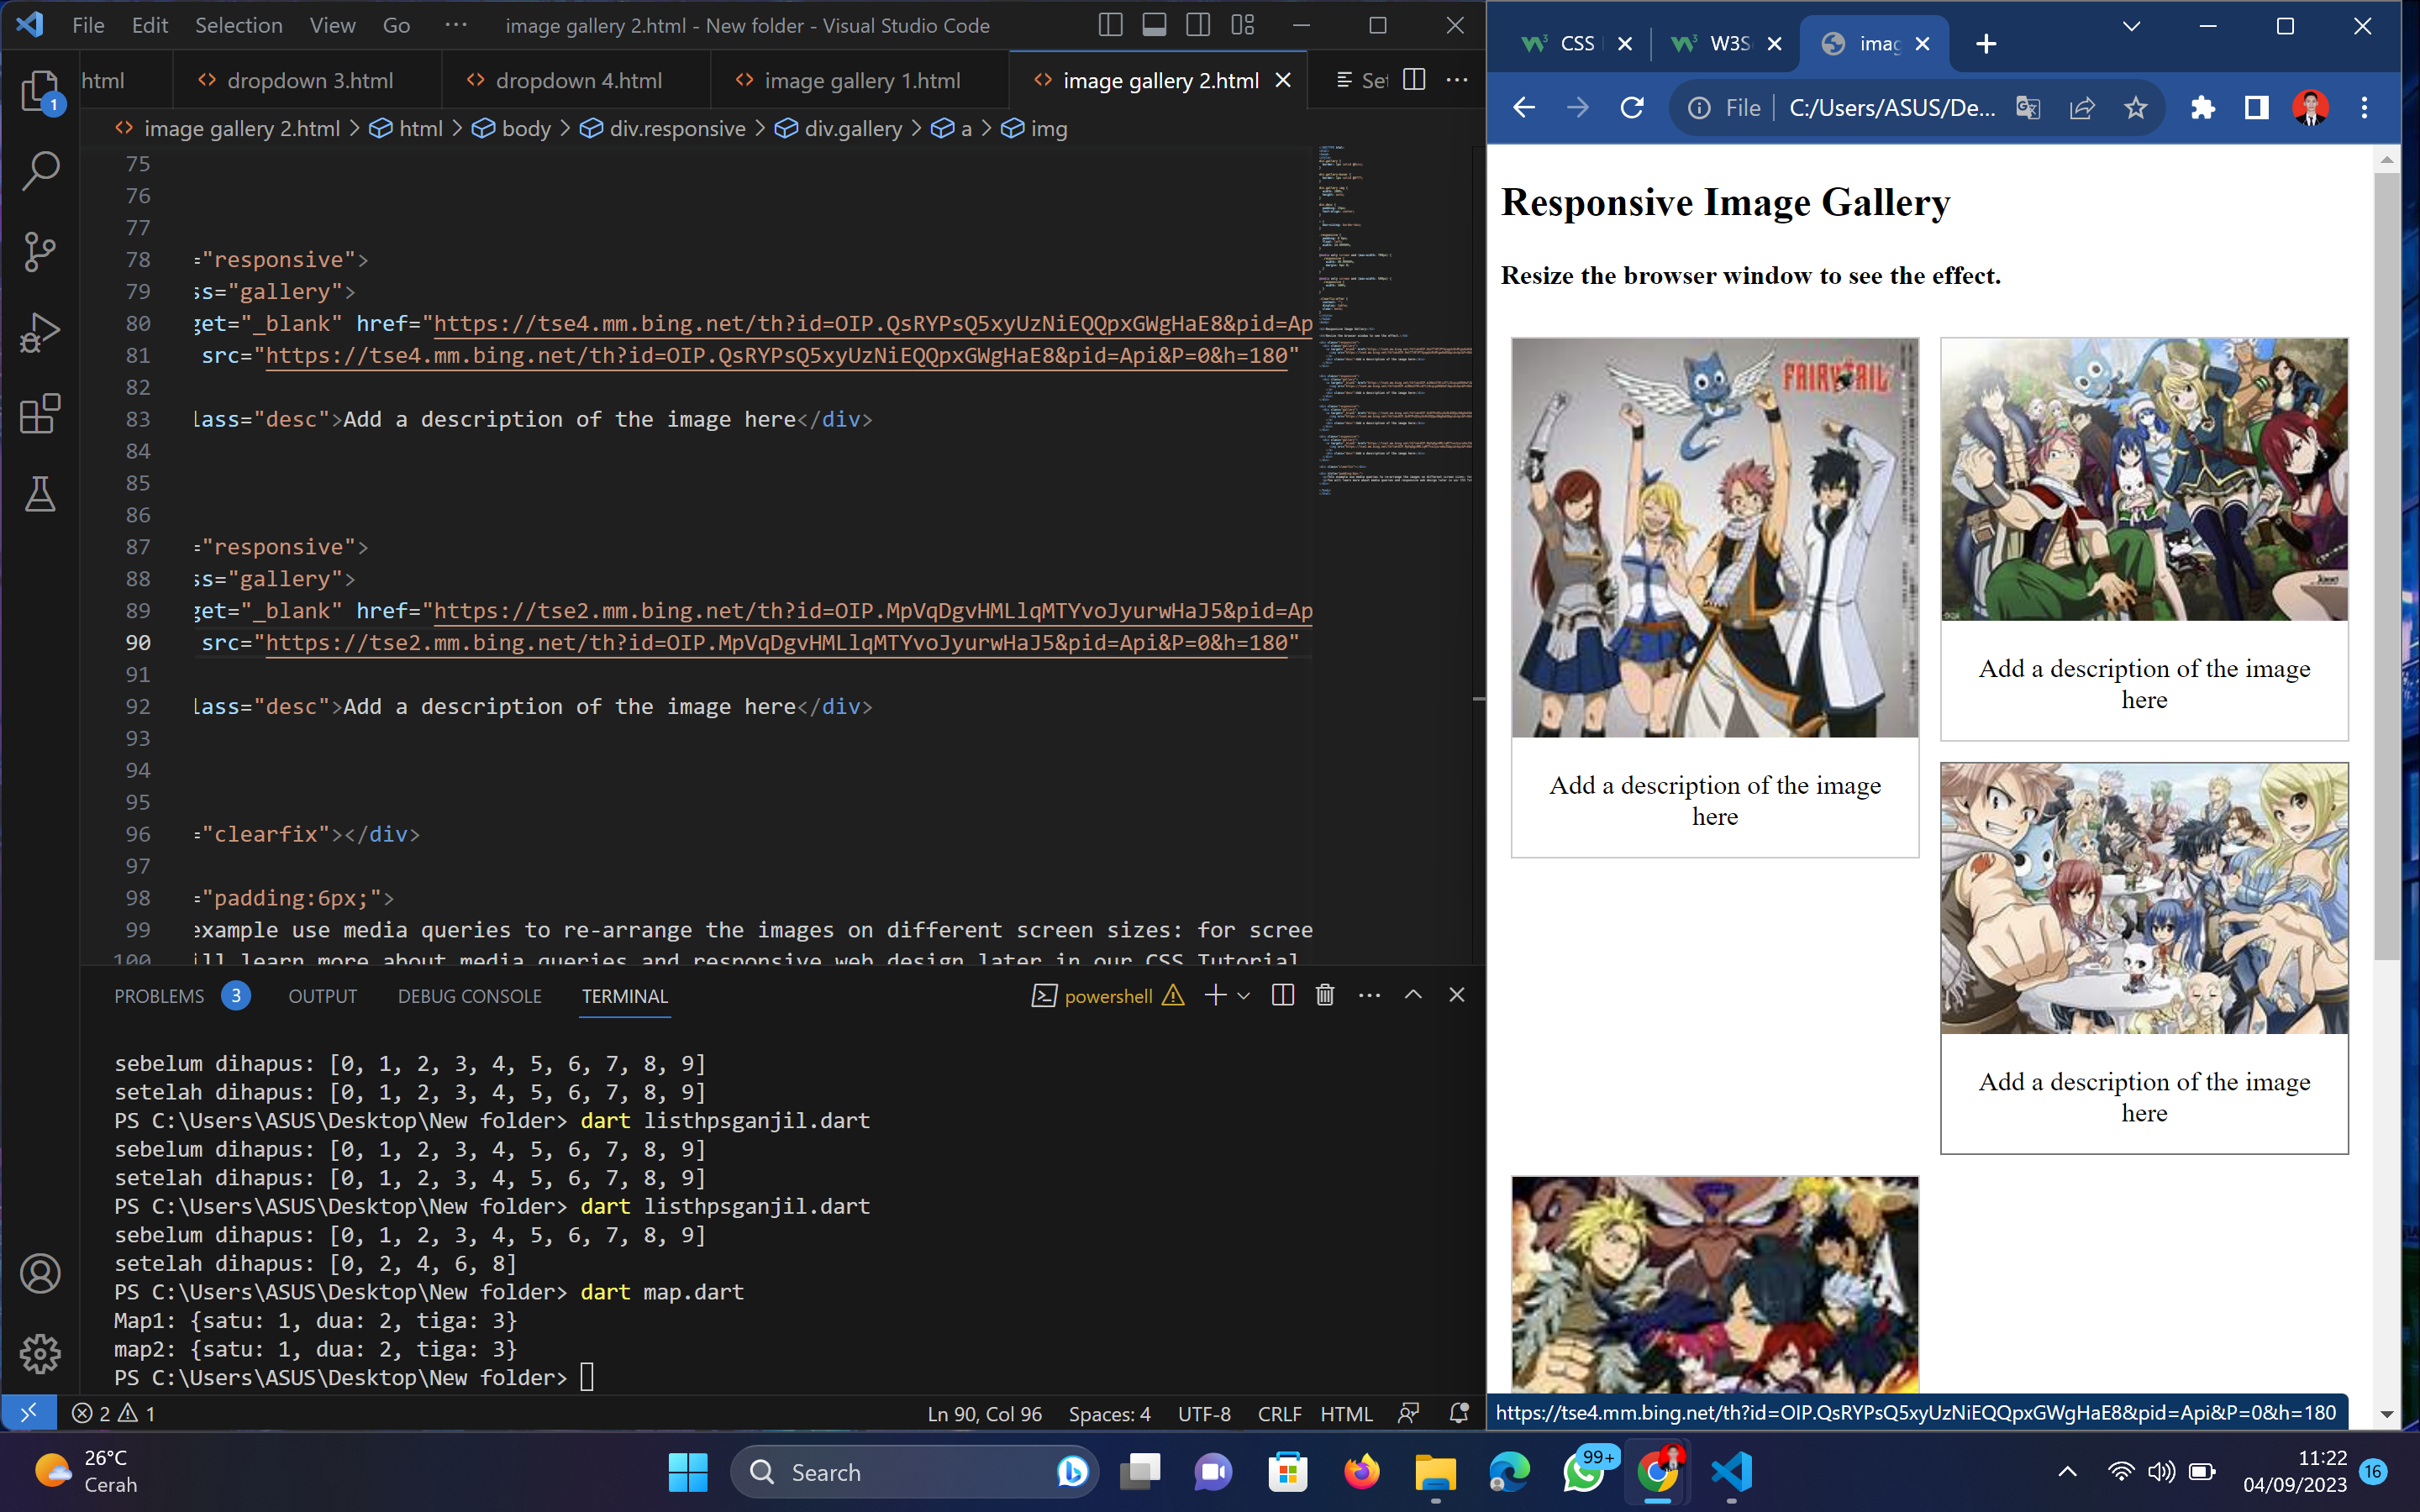 File Edit Selection View Go ··· image gallery 2.html - New folder - Visual Studio Code
html dropdown 3.html dropdown 4.html image gallery 1.html image gallery 2.html Set ···
image gallery 2.html > html > body > div.responsive > div.gallery > a > img
1
75
76
77
78 ="responsive">
79 ss="gallery">
80 get="_blank" href="https://tse4.mm.bing.net/th?id=OIP.QsRYPsQ5xyUzNiEQQpxGWgHaE8&pid=Ap
81 src="https://tse4.mm.bing.net/th?id=OIP.QsRYPsQ5xyUzNiEQQpxGWgHaE8&pid=Api&P=0&h=180"
82
83 lass="desc">Add a description of the image here</div>
84
85
86
87 ="responsive">
88 ss="gallery">
89 get="_blank" href="https://tse2.mm.bing.net/th?id=OIP.MpVqDgvHMLlqMTYvoJyurwHaJ5&pid=Ap
90 src="https://tse2.mm.bing.net/th?id=OIP.MpVqDgvHMLlqMTYvoJyurwHaJ5&pid=Api&P=0&h=180"
91
92 lass="desc">Add a description of the image here</div>
93
94
95
96 ="clearfix"></div>
97
98 ="padding:6px;">
99 example use media queries to re-arrange the images on different screen sizes: for scree
100 ill learn more about media queries and responsive web design later in our CSS Tutorial
PROBLEMS 3 OUTPUT DEBUG CONSOLE TERMINAL powershell
sebelum dihapus: [0, 1, 2, 3, 4, 5, 6, 7, 8, 9]
setelah dihapus: [0, 1, 2, 3, 4, 5, 6, 7, 8, 9]
PS C:\Users\ASUS\Desktop\New folder> dart listhpsganjil.dart
sebelum dihapus: [0, 1, 2, 3, 4, 5, 6, 7, 8, 9]
setelah dihapus: [0, 1, 2, 3, 4, 5, 6, 7, 8, 9]
PS C:\Users\ASUS\Desktop\New folder> dart listhpsganjil.dart
sebelum dihapus: [0, 1, 2, 3, 4, 5, 6, 7, 8, 9]
setelah dihapus: [0, 2, 4, 6, 8]
PS C:\Users\ASUS\Desktop\New folder> dart map.dart
Map1: {satu: 1, dua: 2, tiga: 3}
map2: {satu: 1, dua: 2, tiga: 3}
PS C:\Users\ASUS\Desktop\New folder>
2 1 Ln 90, Col 96 Spaces: 4 UTF-8 CRLF HTML
CSS W3S imag
File C:/Users/ASUS/De...
Responsive Image Gallery
Resize the browser window to see the effect.
FAIRY TAIL
Add a description of the image
here
Add a description of the image
here
Add a description of the image
here
https://tse4.mm.bing.net/th?id=OIP.QsRYPsQ5xyUzNiEQQpxGWgHaE8&pid=Api&P=0&h=180
26°C
Cerah
Search
99+
11:22
04/09/2023
16